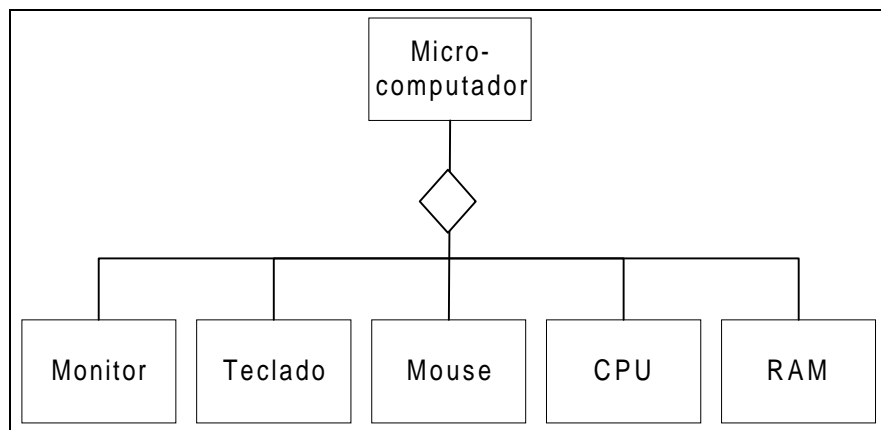 Micro-
computador
Monitor
Teclado
Mouse
CPU
RAM